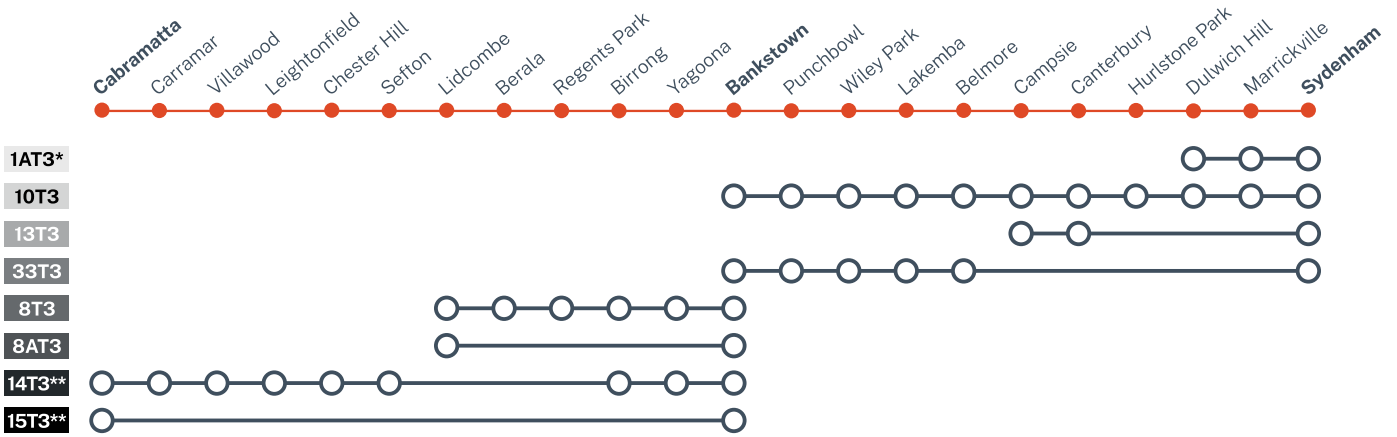 Cabramatta
Carramar
Villawood
Leightonfield
Chester Hill
Sefton
Lidcombe
Berala
Regents Park
Birrong
Yagoona
Bankstown
Punchbowl
Wiley Park
Lakemba
Belmore
Campsie
Canterbury
Hurlstone Park
Dulwich Hill
Marrickville
Sydenham
1AT3*
10T3
13T3
33T3
8T3
8AT3
14T3**
15T3**